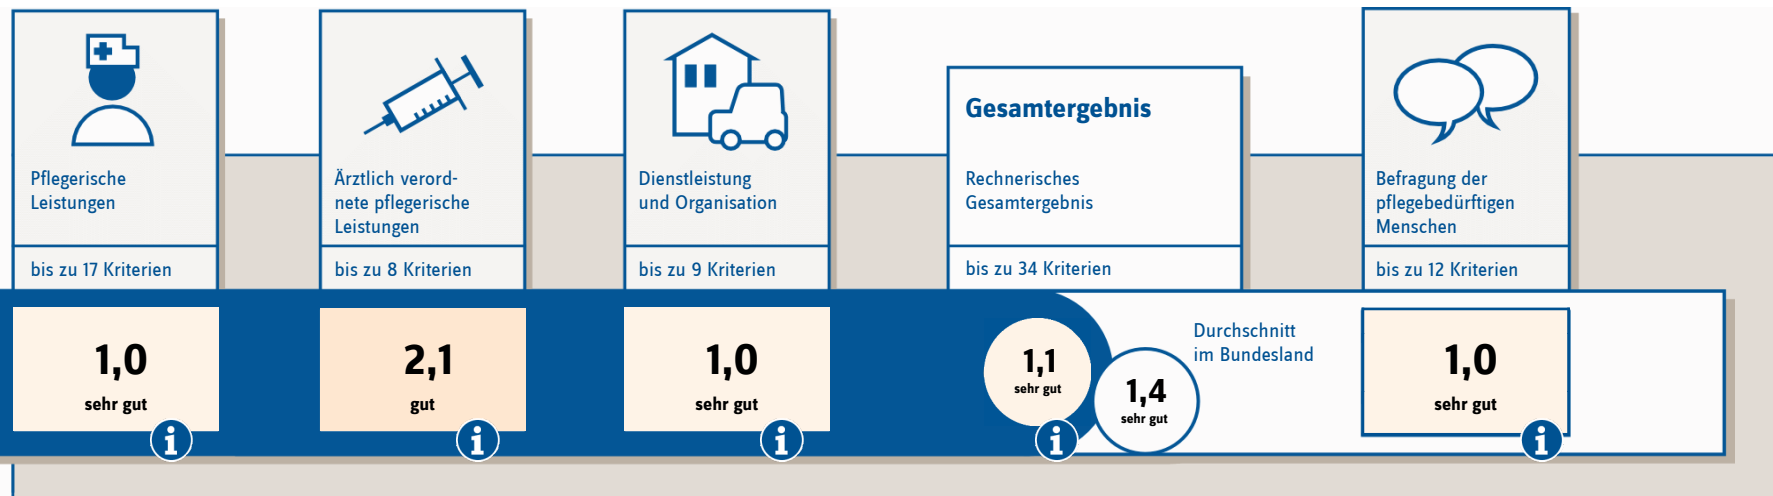 Pflegerische
Leistungen
bis zu 17 Kriterien
1,0
sehr gut
i
Ärztlich verord-
nete pflegerische
Leistungen
bis zu 8 Kriterien
2,1
gut
i
Dienstleistung
und Organisation
bis zu 9 Kriterien
1,0
sehr gut
i
Gesamtergebnis
Rechnerisches
Gesamtergebnis
bis zu 34 Kriterien
1,1
sehr gut
i
1,4
sehr gut
Durchschnitt
im Bundesland
Befragung der
pflegebedürftigen
Menschen
bis zu 12 Kriterien
1,0
sehr gut
i